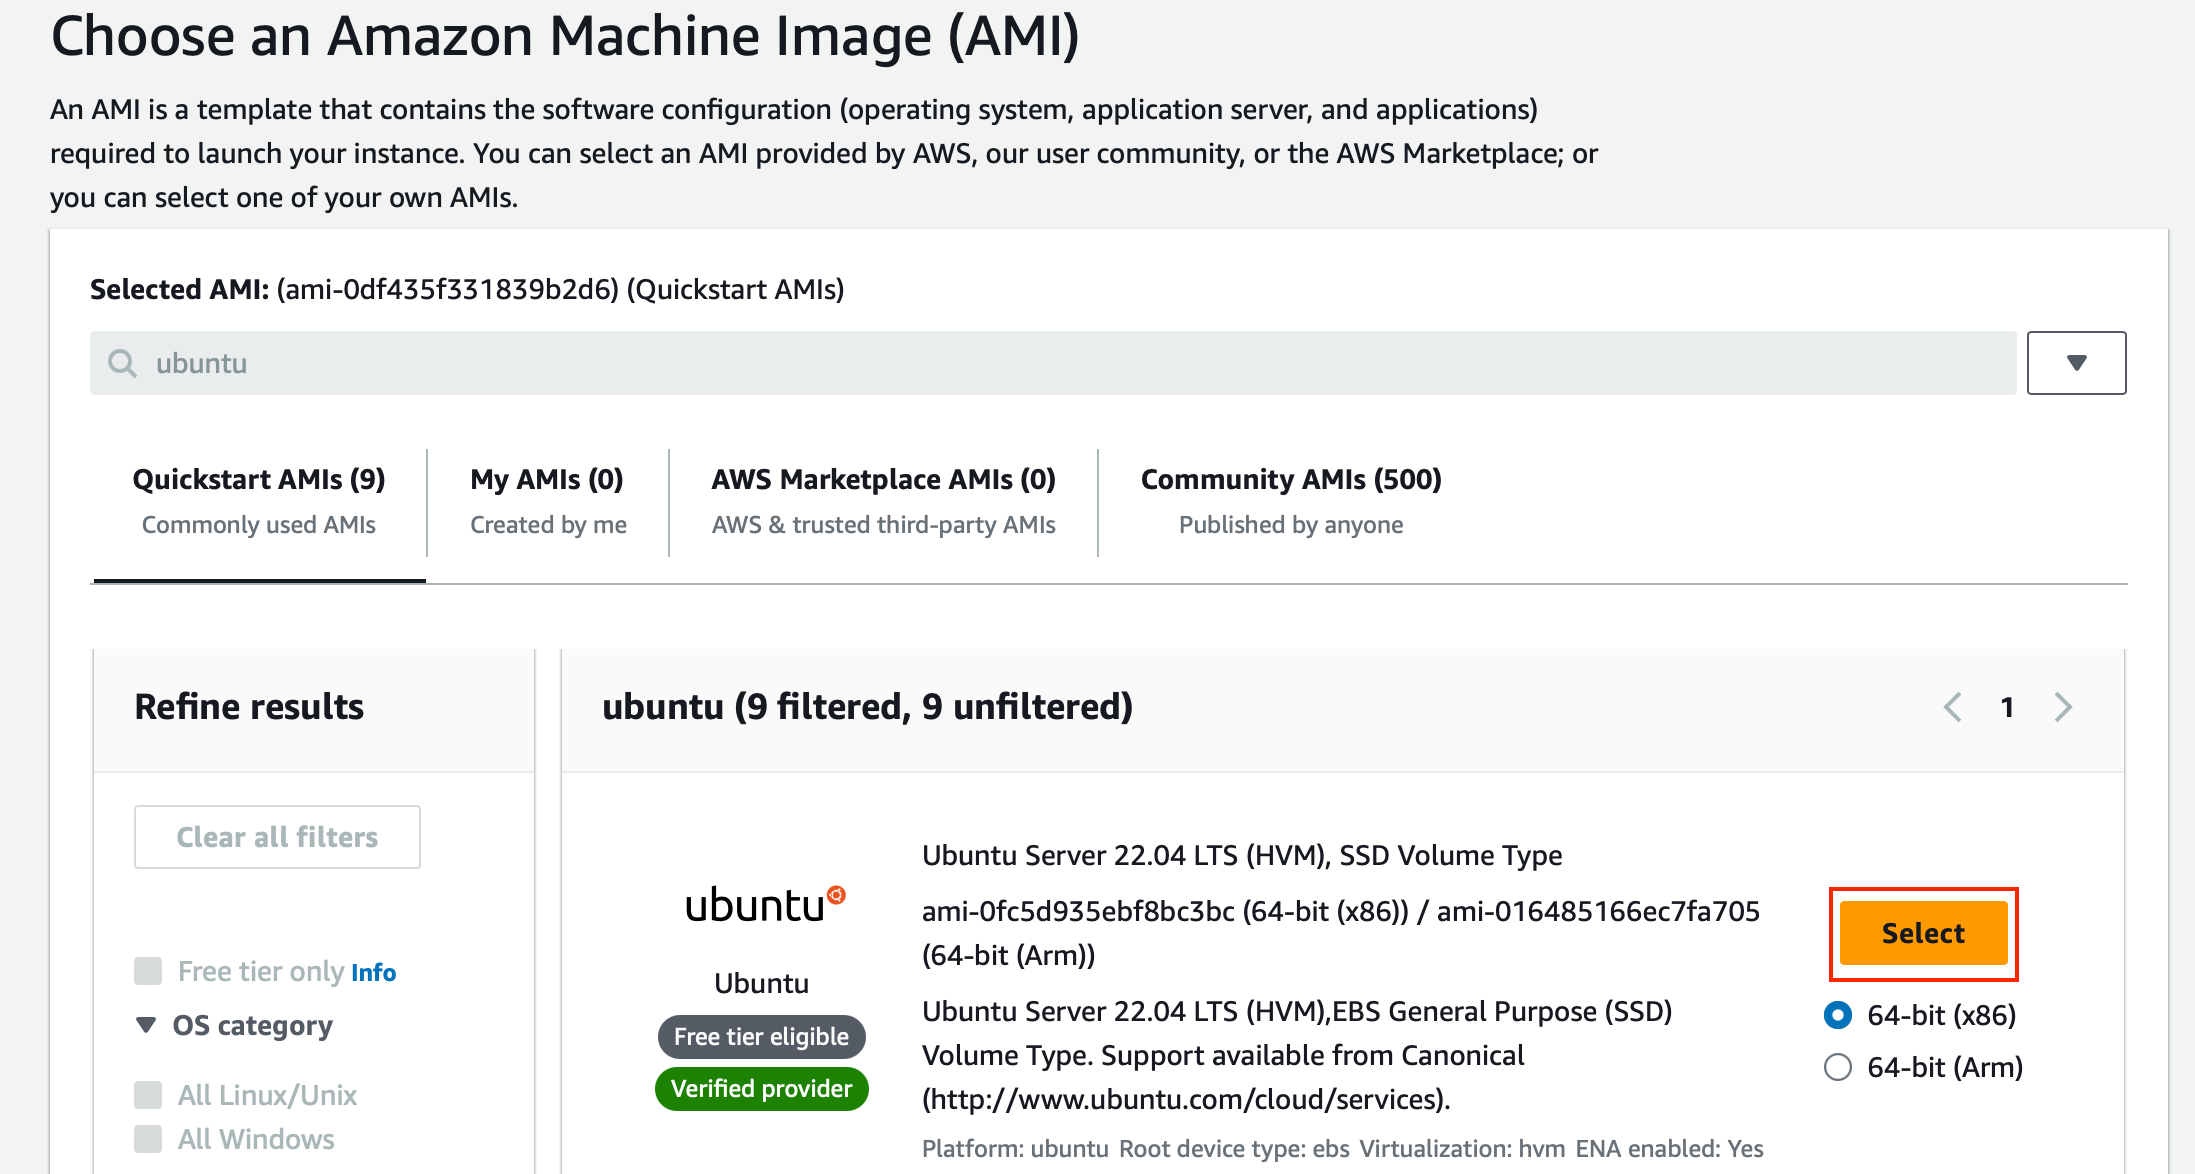 Choose an Amazon Machine Image (AMI)
An AMI is a template that contains the software configuration (operating system, application server, and applications)
required to launch your instance. You can select an AMI provided by AWS, our user community, or the AWS Marketplace; or
you can select one of your own AMIs.
Selected AMI: (ami-0df435f331839b2d6) (Quickstart AMIs)
ubuntu
Quickstart AMIs (9)
Commonly used AMIs
My AMIs (0)
Created by me
AWS Marketplace AMIs (0)
AWS & trusted third-party AMIs
Community AMIs (500)
Published by anyone
Refine results
Clear all filters
Free tier only Info
OS category
All Linux/Unix
All Windows
ubuntu (9 filtered, 9 unfiltered)
1
ubuntu
Ubuntu
Free tier eligible
Verified provider
Ubuntu Server 22.04 LTS (HVM), SSD Volume Type
ami-0fc5d935ebf8bc3bc (64-bit (x86)) / ami-016485166ec7fa705
(64-bit (Arm))
Ubuntu Server 22.04 LTS (HVM),EBS General Purpose (SSD)
Volume Type. Support available from Canonical
(http://www.ubuntu.com/cloud/services).
Platform: ubuntu Root device type: ebs Virtualization: hvm ENA enabled: Yes
Select
64-bit (x86)
64-bit (Arm)